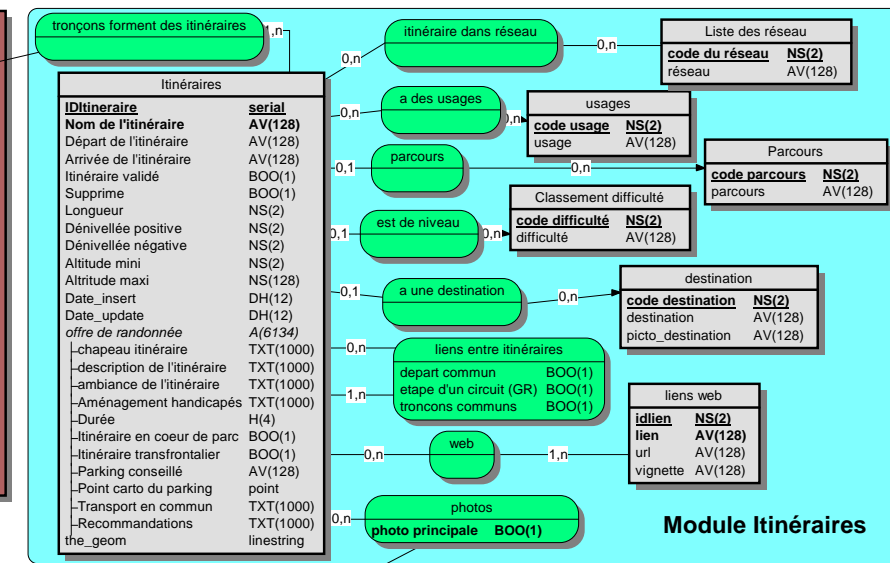 tronçons forment des itinéraires
1,n
itinéraire dans réseau
0,n
0,n
Liste des réseau
code du réseau NS(2)
réseau AV(128)
Itinéraires
IDItineraire serial
Nom de l'itinéraire AV(128)
Départ de l'itinéraire AV(128)
Arrivée de l'itinéraire AV(128)
Itinéraire validé BOO(1)
Supprime BOO(1)
Longueur NS(2)
Dénivellée positive NS(2)
Dénivellée négative NS(2)
Altitude mini NS(2)
Altritude maxi NS(128)
Date_insert DH(12)
Date_update DH(12)
offre de randonnée A(6134)
chapeau itinéraire TXT(1000)
description de l'itinéraire TXT(1000)
ambiance de l'itinéraire TXT(1000)
Aménagement handicapés TXT(1000)
Durée H(4)
Itinéraire en coeur de parc BOO(1)
Itinéraire transfrontalier BOO(1)
Parking conseillé AV(128)
Point carto du parking point
Transport en commun TXT(1000)
Recommandations TXT(1000)
the_geom linestring
a des usages
0,n
0,n
usages
code usage NS(2)
usage AV(128)
parcours
0,1
0,n
Parcours
code parcours NS(2)
parcours AV(128)
est de niveau
0,1
0,n
Classement difficulté
code difficulté NS(2)
difficulté AV(128)
a une destination
0,1
0,n
destination
code destination NS(2)
destination AV(128)
picto_destination AV(128)
0,n
1,n
liens entre itinéraires
depart commun BOO(1)
etape d'un circuit (GR) BOO(1)
troncons communs BOO(1)
web
0,n
1,n
liens web
idlien NS(2)
lien AV(128)
url AV(128)
vignette AV(128)
0,n
photos
photo principale BOO(1)
Module Itinéraires